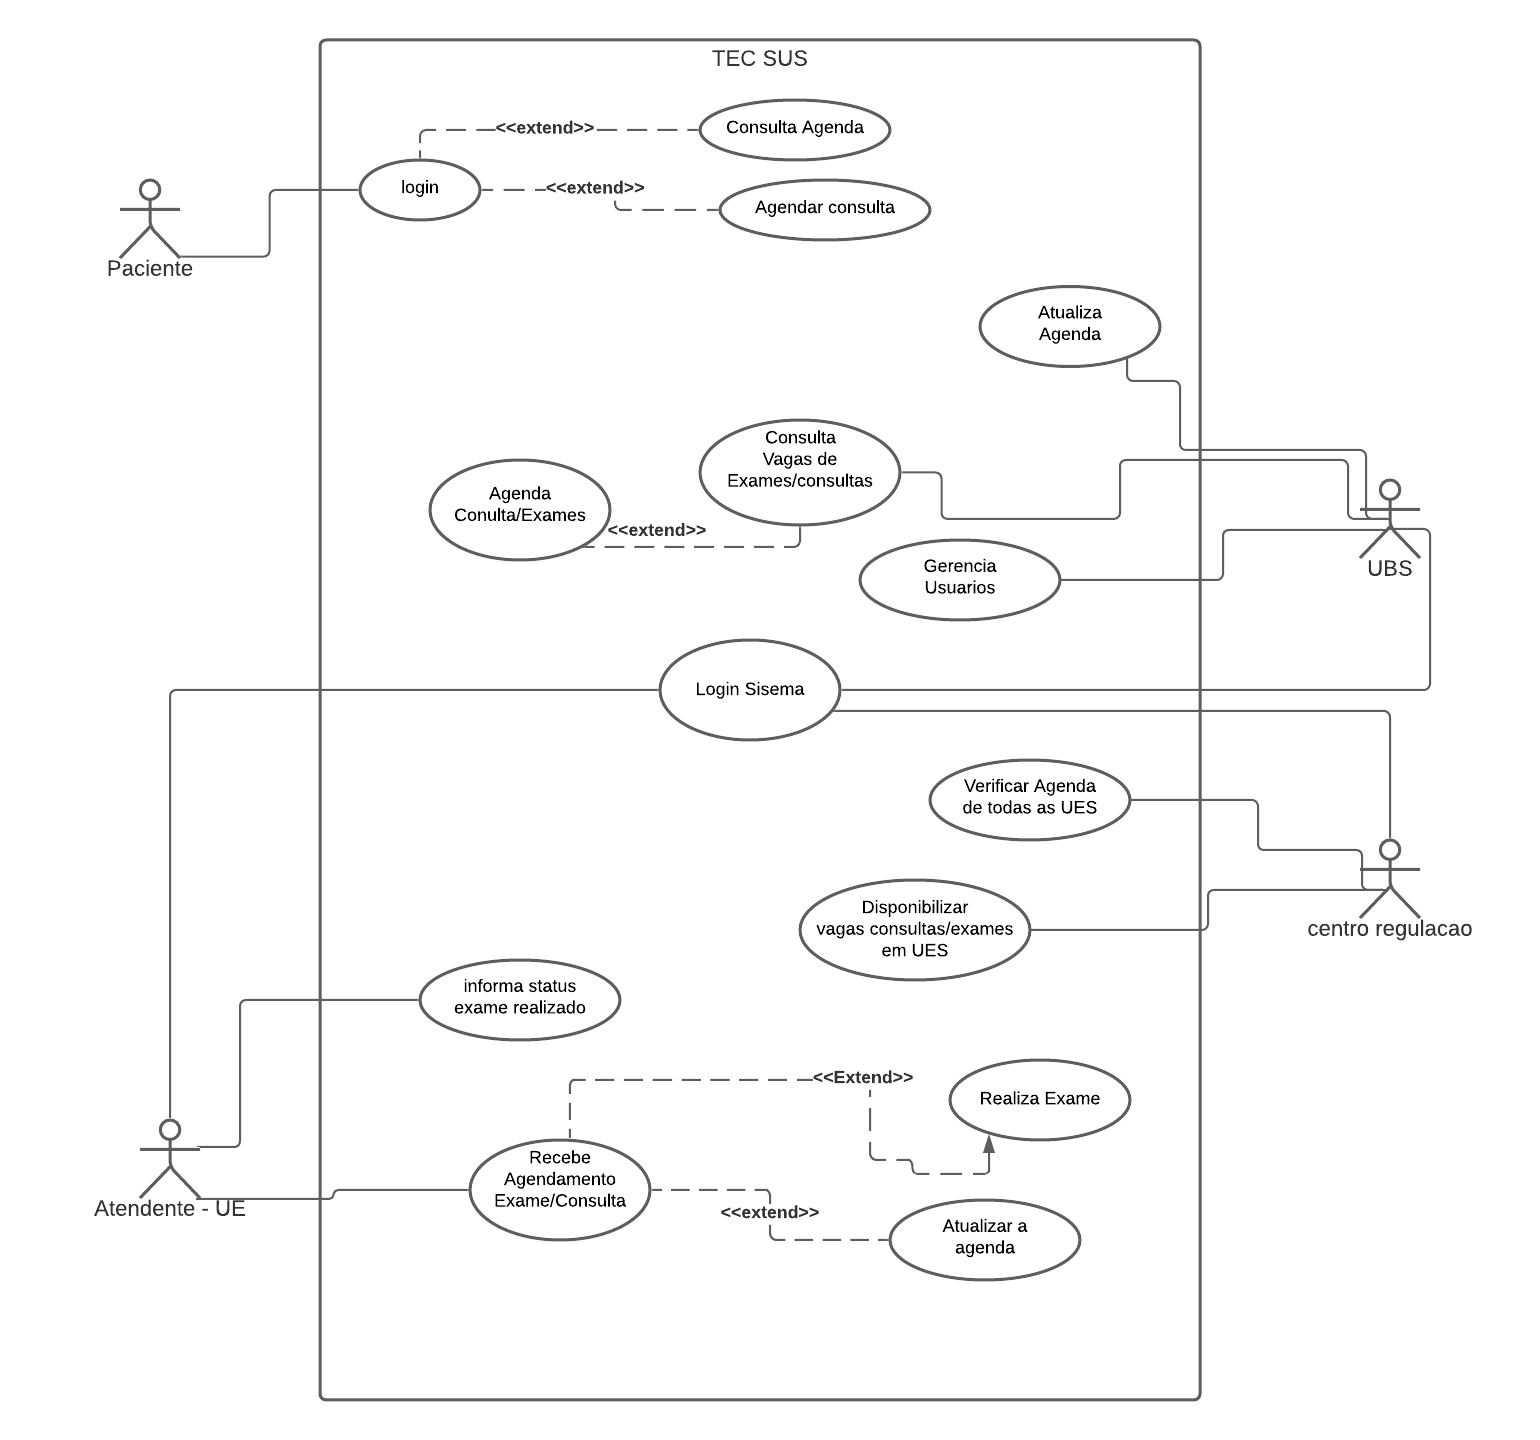 TEC SUS
<<extend>>
Consulta Agenda
login
<<extend>>
Agendar consulta
Paciente
Atualiza
Agenda
Consulta
Vagas de
Exames/consultas
Agenda
Conulta/Exames
<<extend>>
Gerencia
Usuarios
UBS
Login Sisema
Verificar Agenda
de todas as UES
Disponibilizar
vagas consultas/exames
em UES
centro regulacao
informa status
exame realizado
<<Extend>>
Realiza Exame
Recebe
Agendamento
Exame/Consulta
Atendente - UE
<<extend>>
Atualizar a
agenda